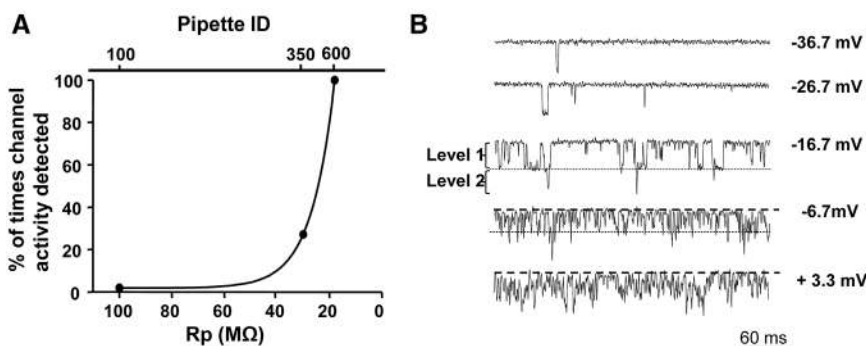 A
Pipette ID
100
350
600
100
80
60
40
20
0
% of times channel
activity detected
100
80
60
40
20
0
Rp (MΩ)
B
-36.7 mV
-26.7 mV
-16.7 mV
Level 1
Level 2
-6.7mV
+ 3.3 mV
60 ms